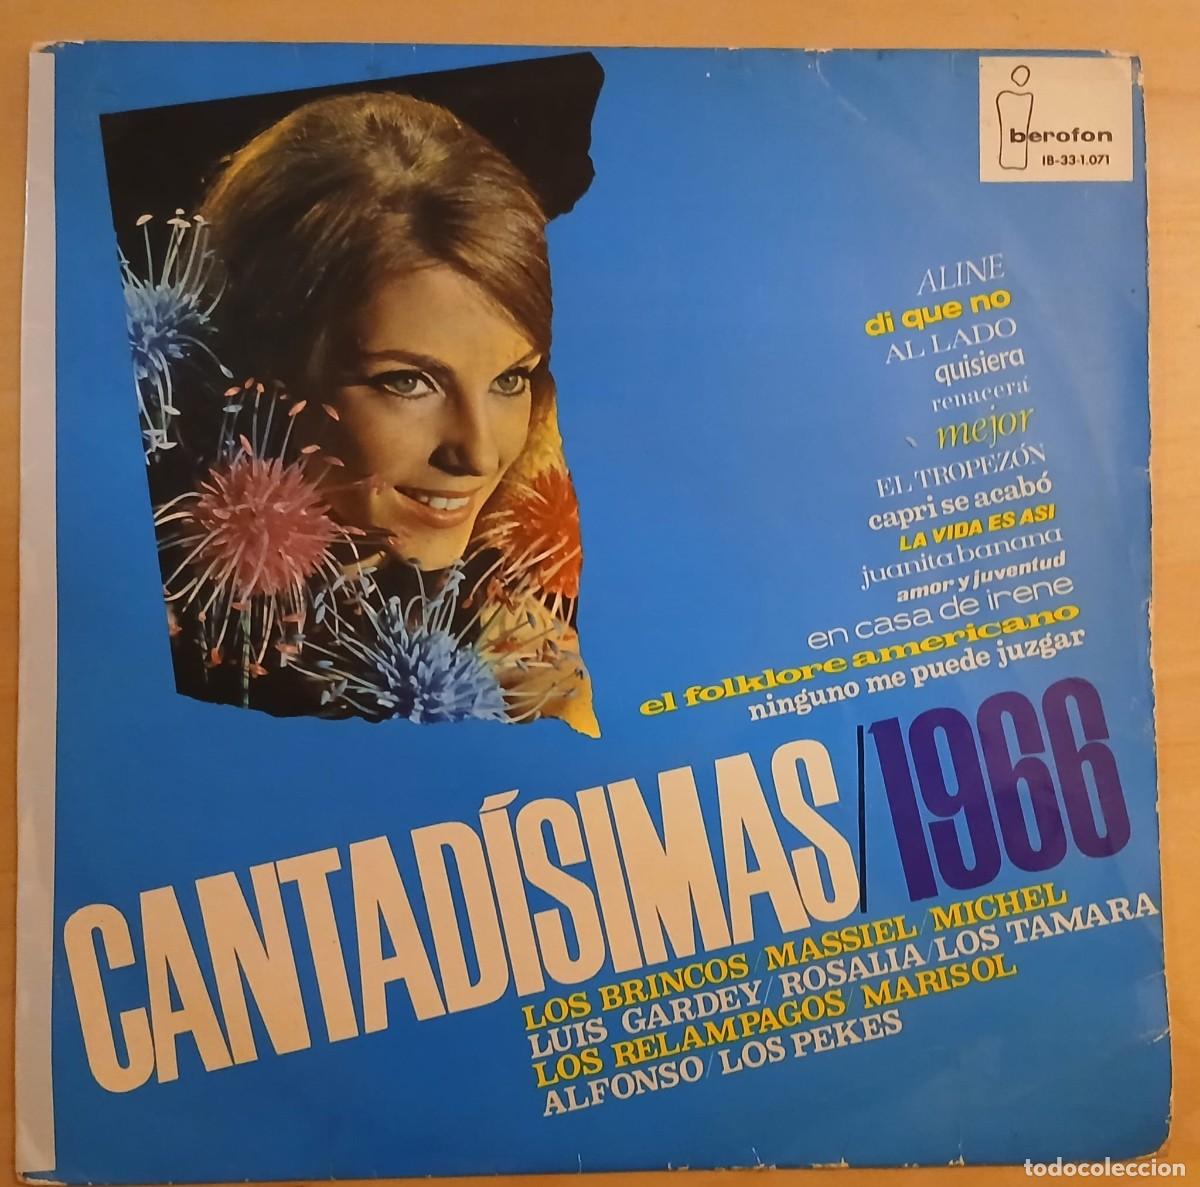 iberofon
IB-33-1.071
ALINE
di que no
AL LADO
quisiera
renacerá
mejor
EL TROPEZÓN
capri se acabó
LA VIDA ES ASI
juanita banana
amor y juventud
en casa de irene
el folklore americano
ninguno me puede juzgar
CANTADÍSIMAS/1966
LOS BRINCOS/MASSIEL/MICHEL
LUIS GARDEY/ROSALIA/LOS TAMARA
LOS RELAMPAGOS/MARISOL
ALFONSO/LOS PEKES
todocoleccion